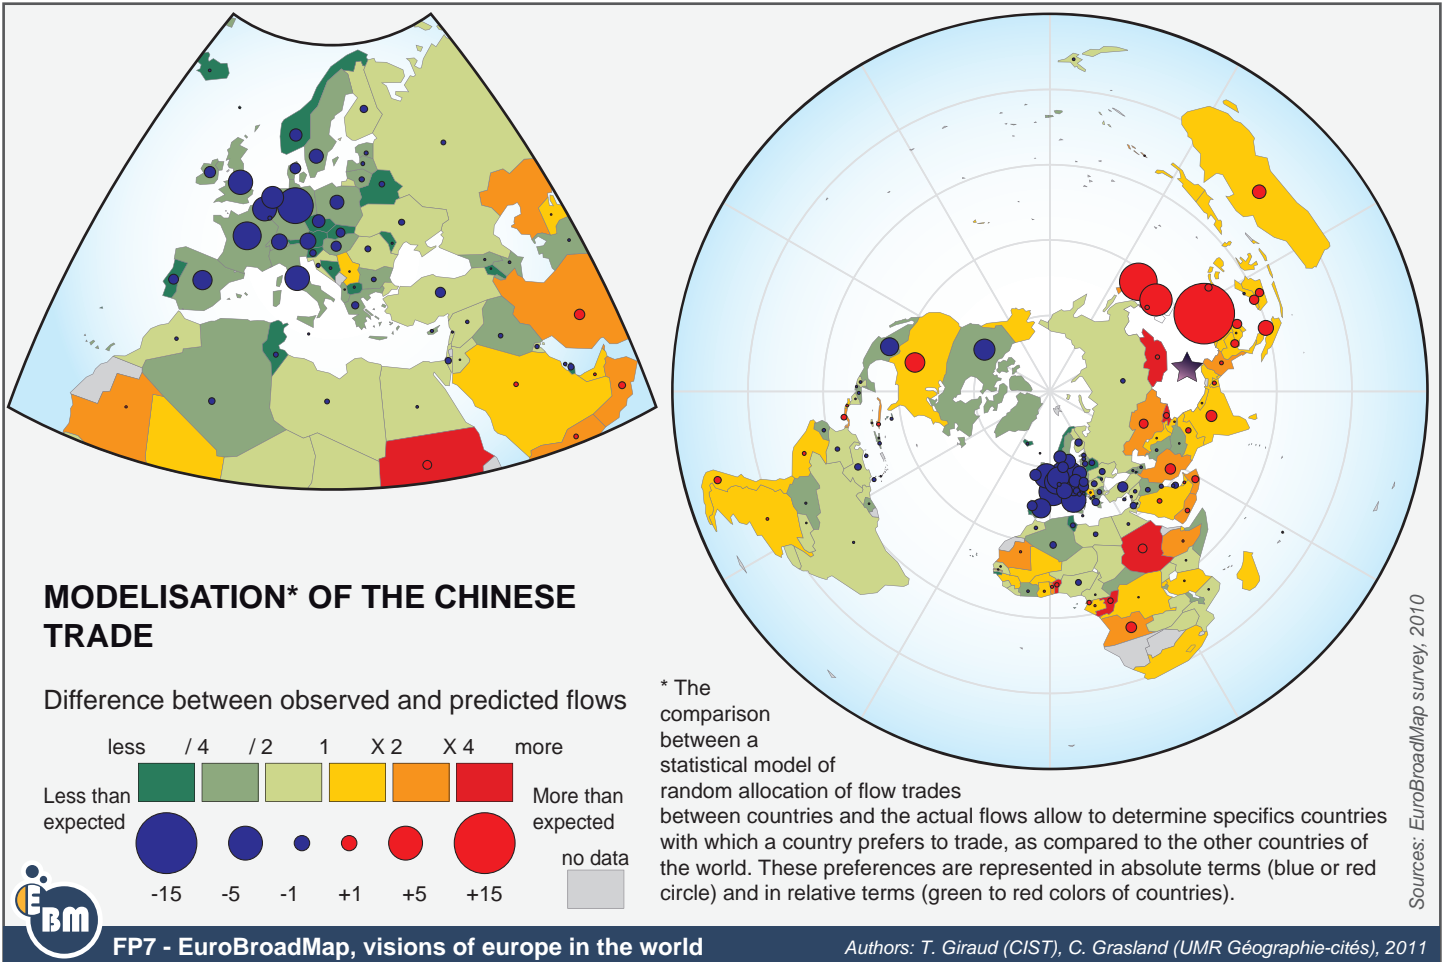 MODELISATION* OF THE CHINESE
TRADE
Difference between observed and predicted flows
less / 4 / 2 1 X 2 X 4 more
Less than
expected
More than
expected
no data
-15 -5 -1 +1 +5 +15
* The
comparison
between a
statistical model of
random allocation of flow trades
between countries and the actual flows allow to determine specifics countries
with which a country prefers to trade, as compared to the other countries of
the world. These preferences are represented in absolute terms (blue or red
circle) and in relative terms (green to red colors of countries).
Sources: EuroBroadMap survey, 2010
EBM
FP7 - EuroBroadMap, visions of europe in the world
Authors: T. Giraud (CIST), C. Grasland (UMR Géographie-cités), 2011